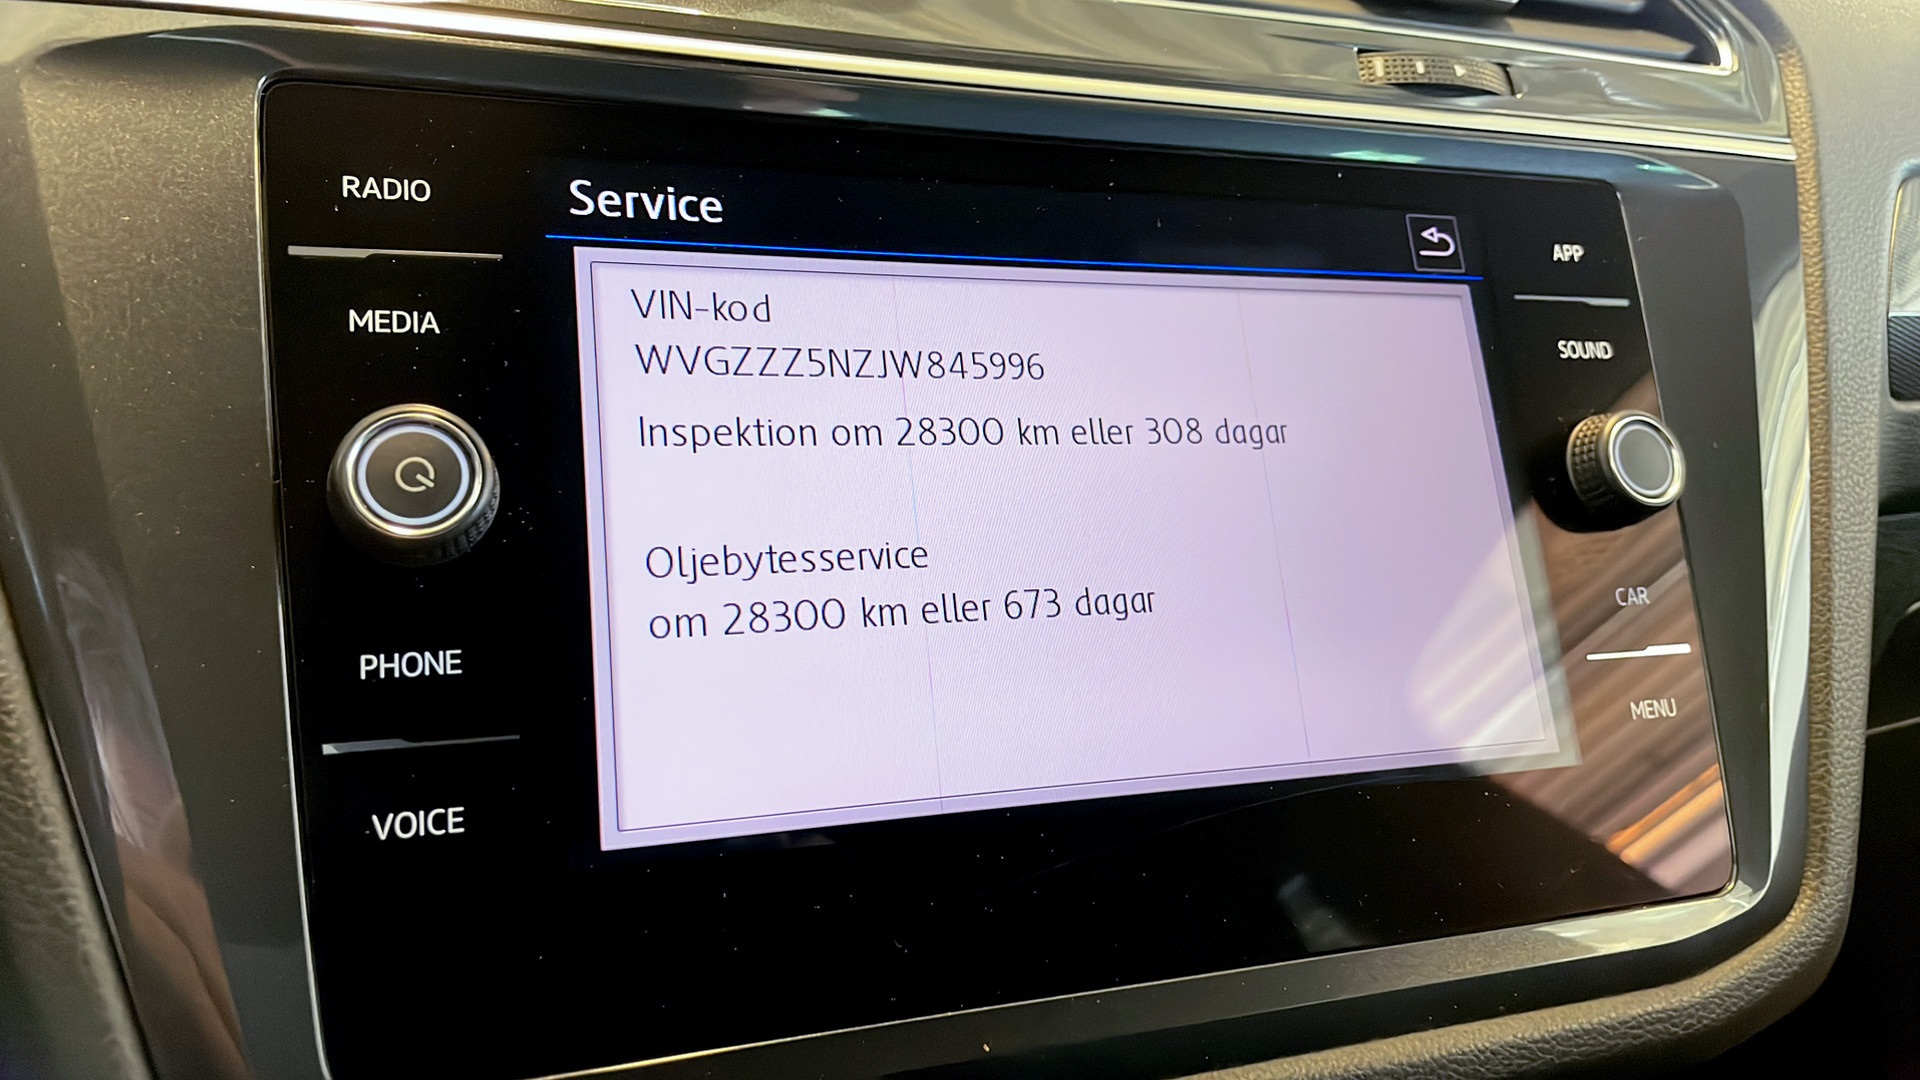 RADIO
MEDIA
PHONE
VOICE
Service
VIN-kod
WVGZZZ5NZJW845996
Inspektion om 28300 km eller 308 dagar
Oljebytesservice
om 28300 km eller 673 dagar
APP
SOUND
CAR
MENU